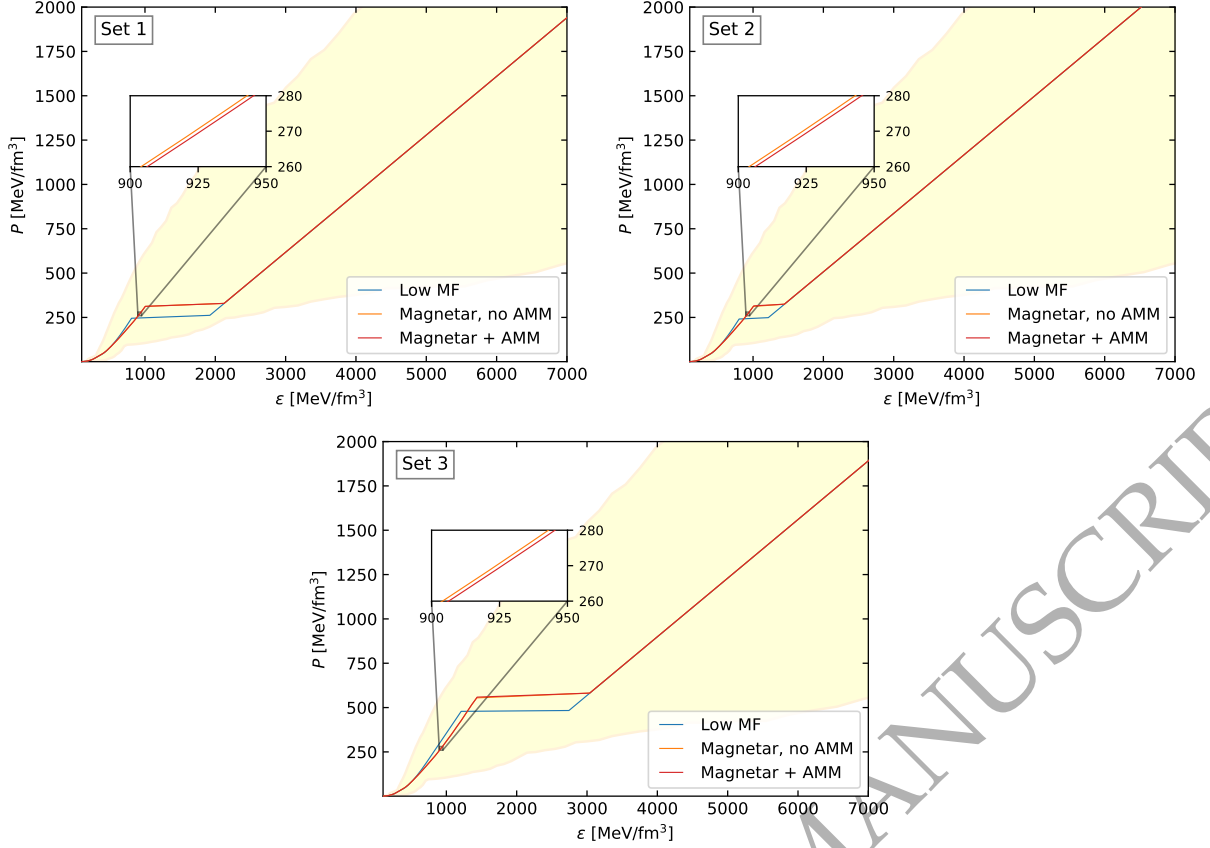 Set 1
P [MeV/fm³]
2000
1750
1500
1250
1000
750
500
250
280
270
260
900 925 950
Low MF
Magnetar, no AMM
Magnetar + AMM
1000 2000 3000 4000 5000 6000 7000
ε [MeV/fm³]
Set 2
P [MeV/fm³]
2000
1750
1500
1250
1000
750
500
250
280
270
260
900 925 950
Low MF
Magnetar, no AMM
Magnetar + AMM
1000 2000 3000 4000 5000 6000 7000
ε [MeV/fm³]
Set 3
P [MeV/fm³]
2000
1750
1500
1250
1000
750
500
250
280
270
260
900 925 950
Low MF
Magnetar, no AMM
Magnetar + AMM
1000 2000 3000 4000 5000 6000 7000
ε [MeV/fm³]
MANUSCRIP